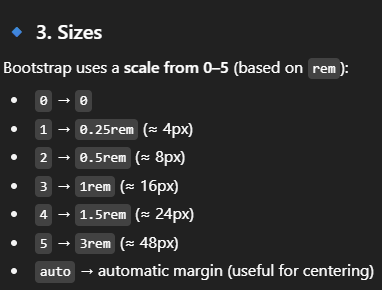 3. Sizes
Bootstrap uses a scale from 0–5 (based on rem):
0 → 0
1 → 0.25rem (≈ 4px)
2 → 0.5rem (≈ 8px)
3 → 1rem (≈ 16px)
4 → 1.5rem (≈ 24px)
5 → 3rem (≈ 48px)
auto → automatic margin (useful for centering)